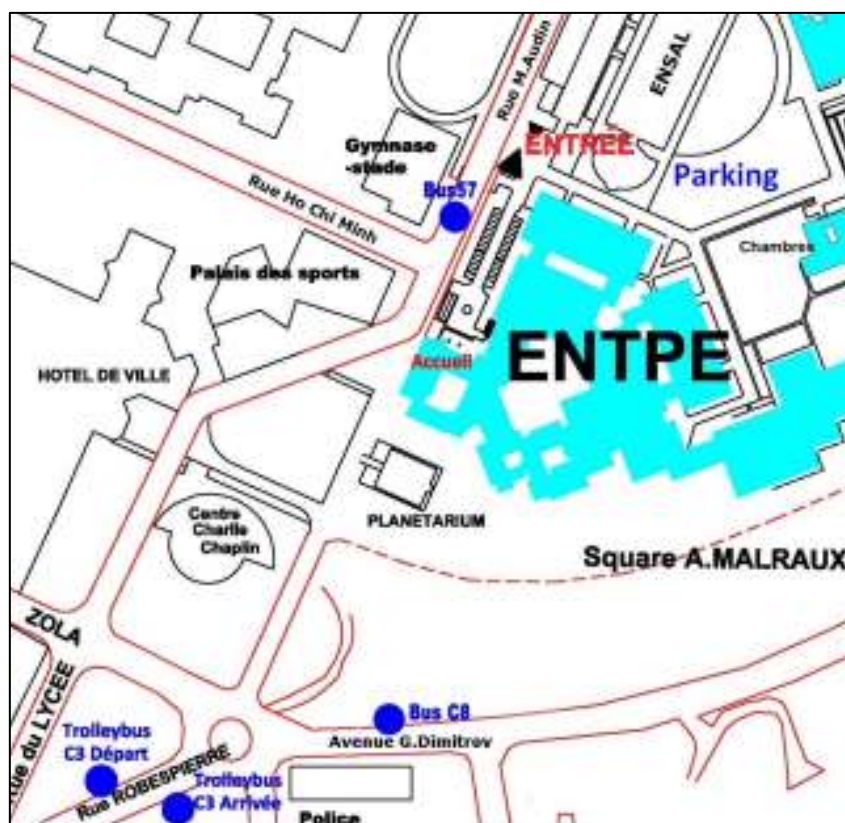 Rue M.Audin
ENSAL
ENTRÉE
Gymnase
-stade
Parking
Bus57
Rue Ho Chi Minh
Chambres
Palais des sports
ENTPE
Accueil
HOTEL DE VILLE
Centre
Charlie
Chaplin
PLANETARIUM
Square A.MALRAUX
ZOLA
Rue du LYCEE
Bus C8
Trolleybus
C3 Départ
Avenue G.Dimitrov
Rue ROBESPIERRE
Trolleybus
C3 Arrivée
Police